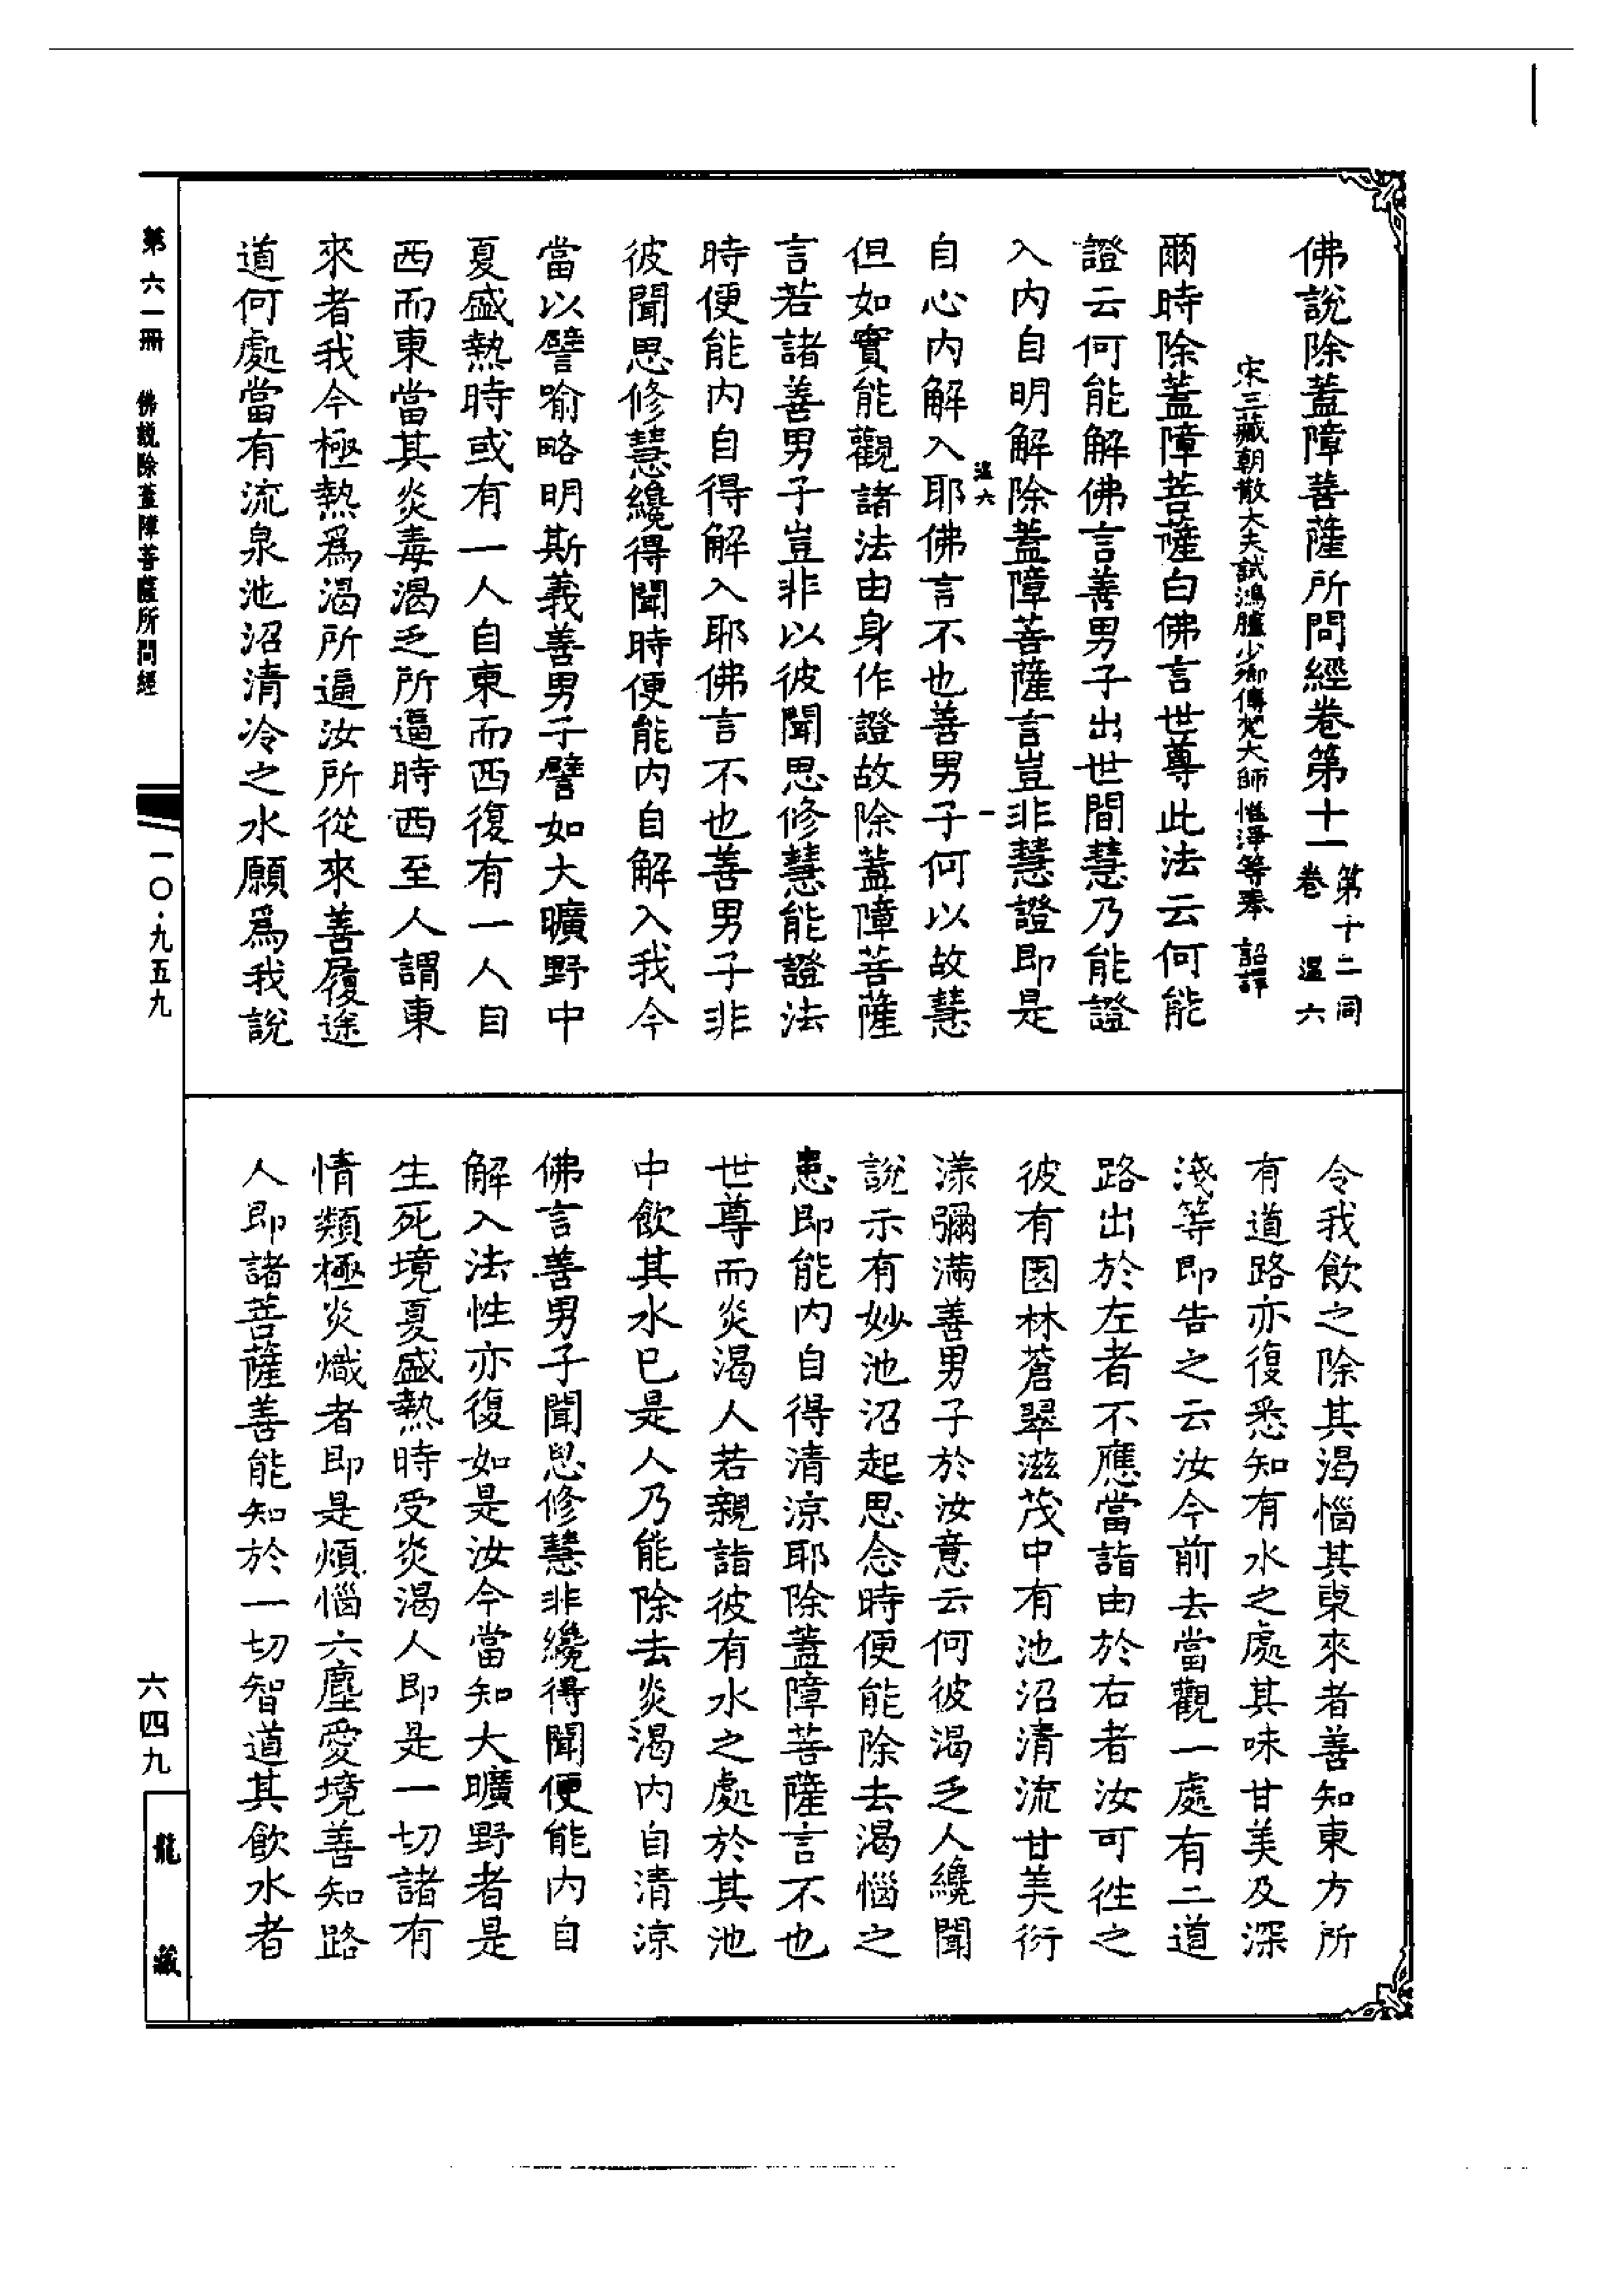 佛說除蓋障菩薩所問經卷第十一 第十二同卷 溫六
宋三藏朝散大夫試鴻臚少卿傳梵大師惟淨等奉 詔譯
爾時除蓋障菩薩白佛言世尊此法云何能
證云何能解佛言善男子出世間慧乃能證
入內自明解除蓋障菩薩言豈非慧證即是
溫六 一
自心內解入耶佛言不也善男子何以故慧
但如實能觀諸法由身作證故除蓋障菩薩
言若諸善男子豈非以彼聞思修慧能證法
時便能內自得解入耶佛言不也善男子非
彼聞思修慧纔得聞時便能內自解入我今
當以譬喻略明斯義善男子譬如大曠野中
夏盛熱時或有一人自東而西復有一人自
西而東當其炎毒渴乏所逼時西至人謂東
來者我今極熱爲渴所逼汝所從來善履途
道何處當有流泉池沼清冷之水願爲我說
令我飲之除其渴惱其東來者善知東方所
有道路亦復悉知有水之處其味甘美及深
淺等即告之云汝今前去當觀一處有二道
路出於左者不應當詣由於右者汝可徃之
彼有園林蒼翠滋茂中有池沼清流甘美衍
漾彌滿善男子於汝意云何彼渴乏人纔聞
說示有妙池沼起思念時便能除去渴惱之
患即能內自得清涼耶除蓋障菩薩言不也
世尊而炎渴人若親詣彼有水之處於其池
中飲其水已是人乃能除去炎渴內自清涼
佛言善男子聞思修慧非纔得聞便能內自
解入法性亦復如是汝今當知大曠野者是
生死境夏盛熱時受炎渴人即是一切諸有
情類極炎熾者即是煩惱六塵愛境善知路
人即諸菩薩善能知於一切智道其飲水者
第六一冊 佛說除蓋障菩薩所問經
一〇·九五九
六四九
龍藏